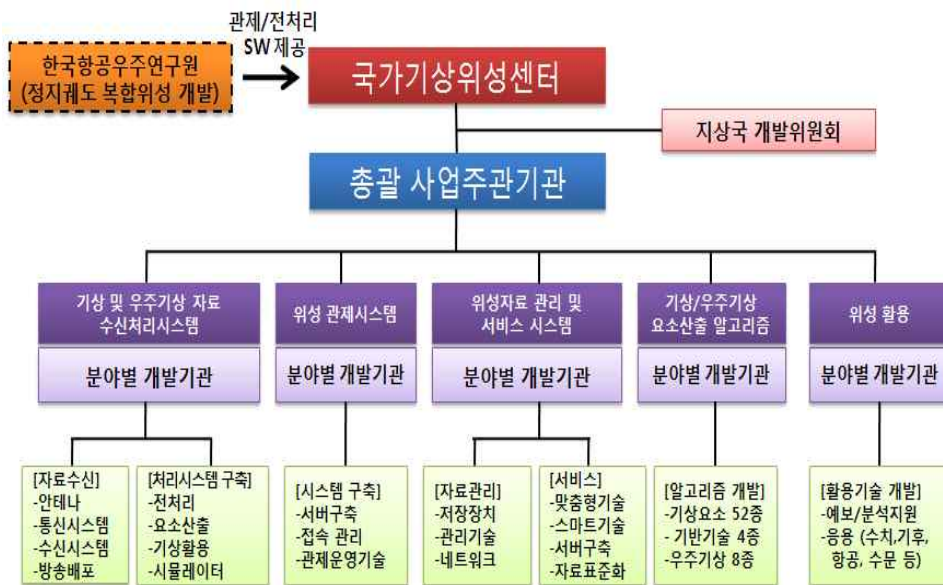 관제/전처리
SW 제공
한국항공우주연구원
(정지궤도 복합위성 개발)
국가기상위성센터
지상국 개발위원회
총괄 사업주관기관
기상 및 우주기상 자료
수신처리시스템
분야별 개발기관
위성 관제시스템
분야별 개발기관
위성자료 관리 및
서비스 시스템
분야별 개발기관
기상/우주기상
요소산출 알고리즘
분야별 개발기관
위성 활용
분야별 개발기관
[자료수신]
-안테나
-통신시스템
-수신시스템
-방송배포
[처리시스템 구축]
-전처리
-요소산출
-기상활용
-시뮬레이터
[시스템 구축]
-서버구축
-접속 관리
-관제운영기술
[자료관리]
-저장장치
-관리기술
-네트워크
[서비스]
-맞춤형기술
-스마트기술
-서버구축
-자료표준화
[알고리즘 개발]
-기상요소 52종
- 기반기술 4종
-우주기상 8종
[활용기술 개발]
-예보/분석지원
-응용 (수치,기후,
항공, 수문 등)